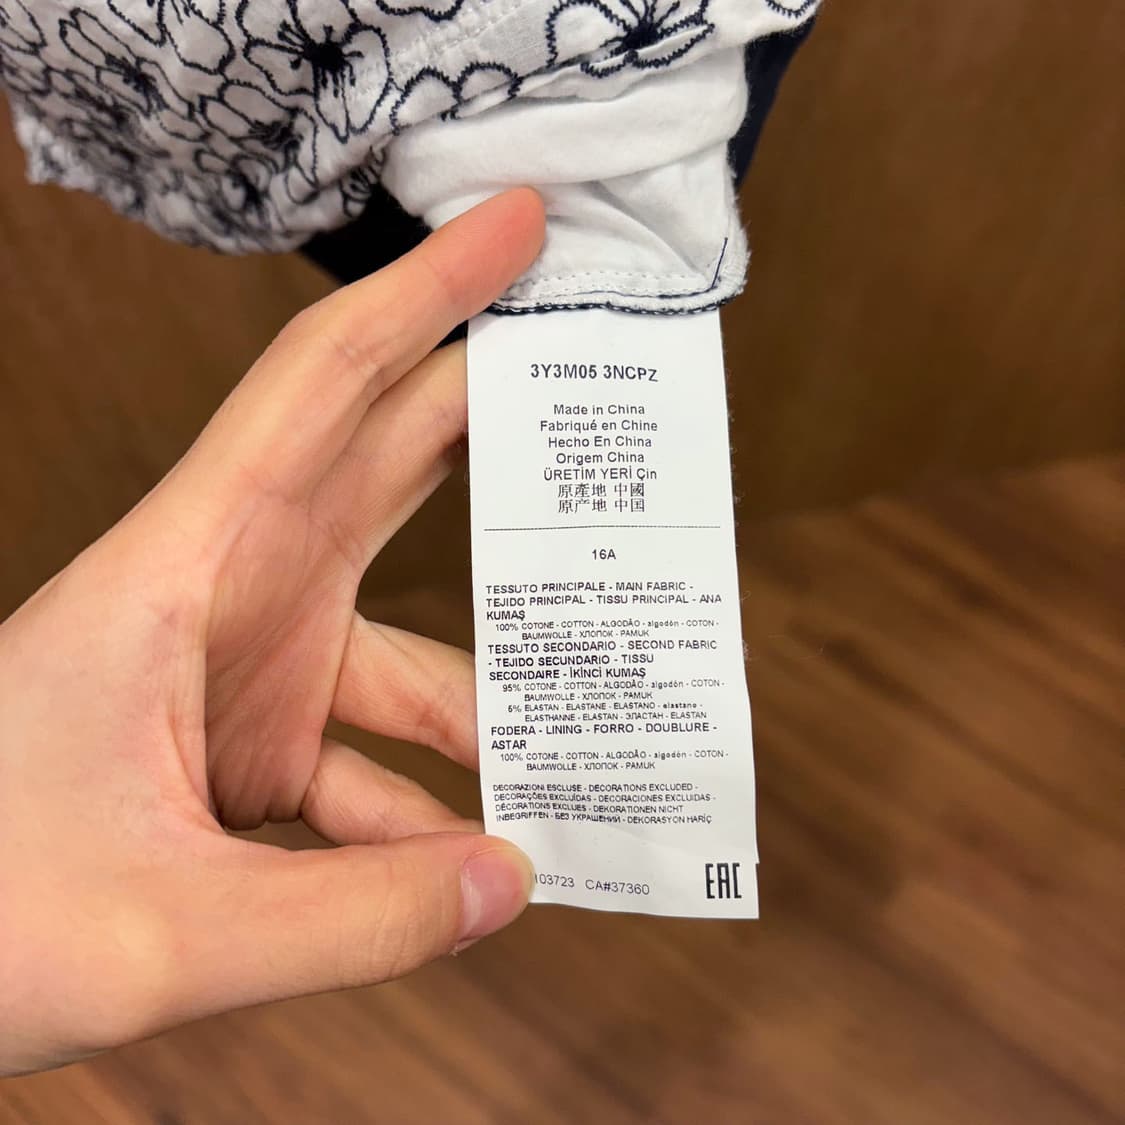 3Y3M05 3NCPZ
Made in China
Fabriqué en Chine
Hecho En China
Origem China
ÜRETİM YERİ Çin
原產地 中國
原产地 中国
16A
TESSUTO PRINCIPALE - MAIN FABRIC -
TEJIDO PRINCIPAL - TISSU PRINCIPAL - ANA
KUMAŞ
100% COTONE - COTTON - ALGODÃO - algodón - COTON -
BAUMWOLLE - ХЛОПОК - PAMUK
TESSUTO SECONDARIO - SECOND FABRIC
- TEJIDO SECUNDARIO - TISSU
SECONDAIRE - İKİNCİ KUMAŞ
95% COTONE - COTTON - ALGODÃO - algodón - COTON -
BAUMWOLLE - ХЛОПОК - PAMUK
5% ELASTAN - ELASTANE - ELASTANO - elastano -
ELASTHANNE - ELASTAN - ЭЛАСТАН - ELASTAN
FODERA - LINING - FORRO - DOUBLURE -
ASTAR
100% COTONE - COTTON - ALGODÃO - algodón - COTON -
BAUMWOLLE - ХЛОПОК - PAMUK
DECORAZIONI ESCLUSE - DECORATIONS EXCLUDED -
DECORAÇÕES EXCLUÍDAS - DECORACIONES EXCLUIDAS -
DÉCORATIONS EXCLUES - DEKORATIONEN NICHT
INBEGRIFFEN - БЕЗ УКРАШЕНИЙ - DEKORASYON HARİÇ
03723 CA#37360
EAC